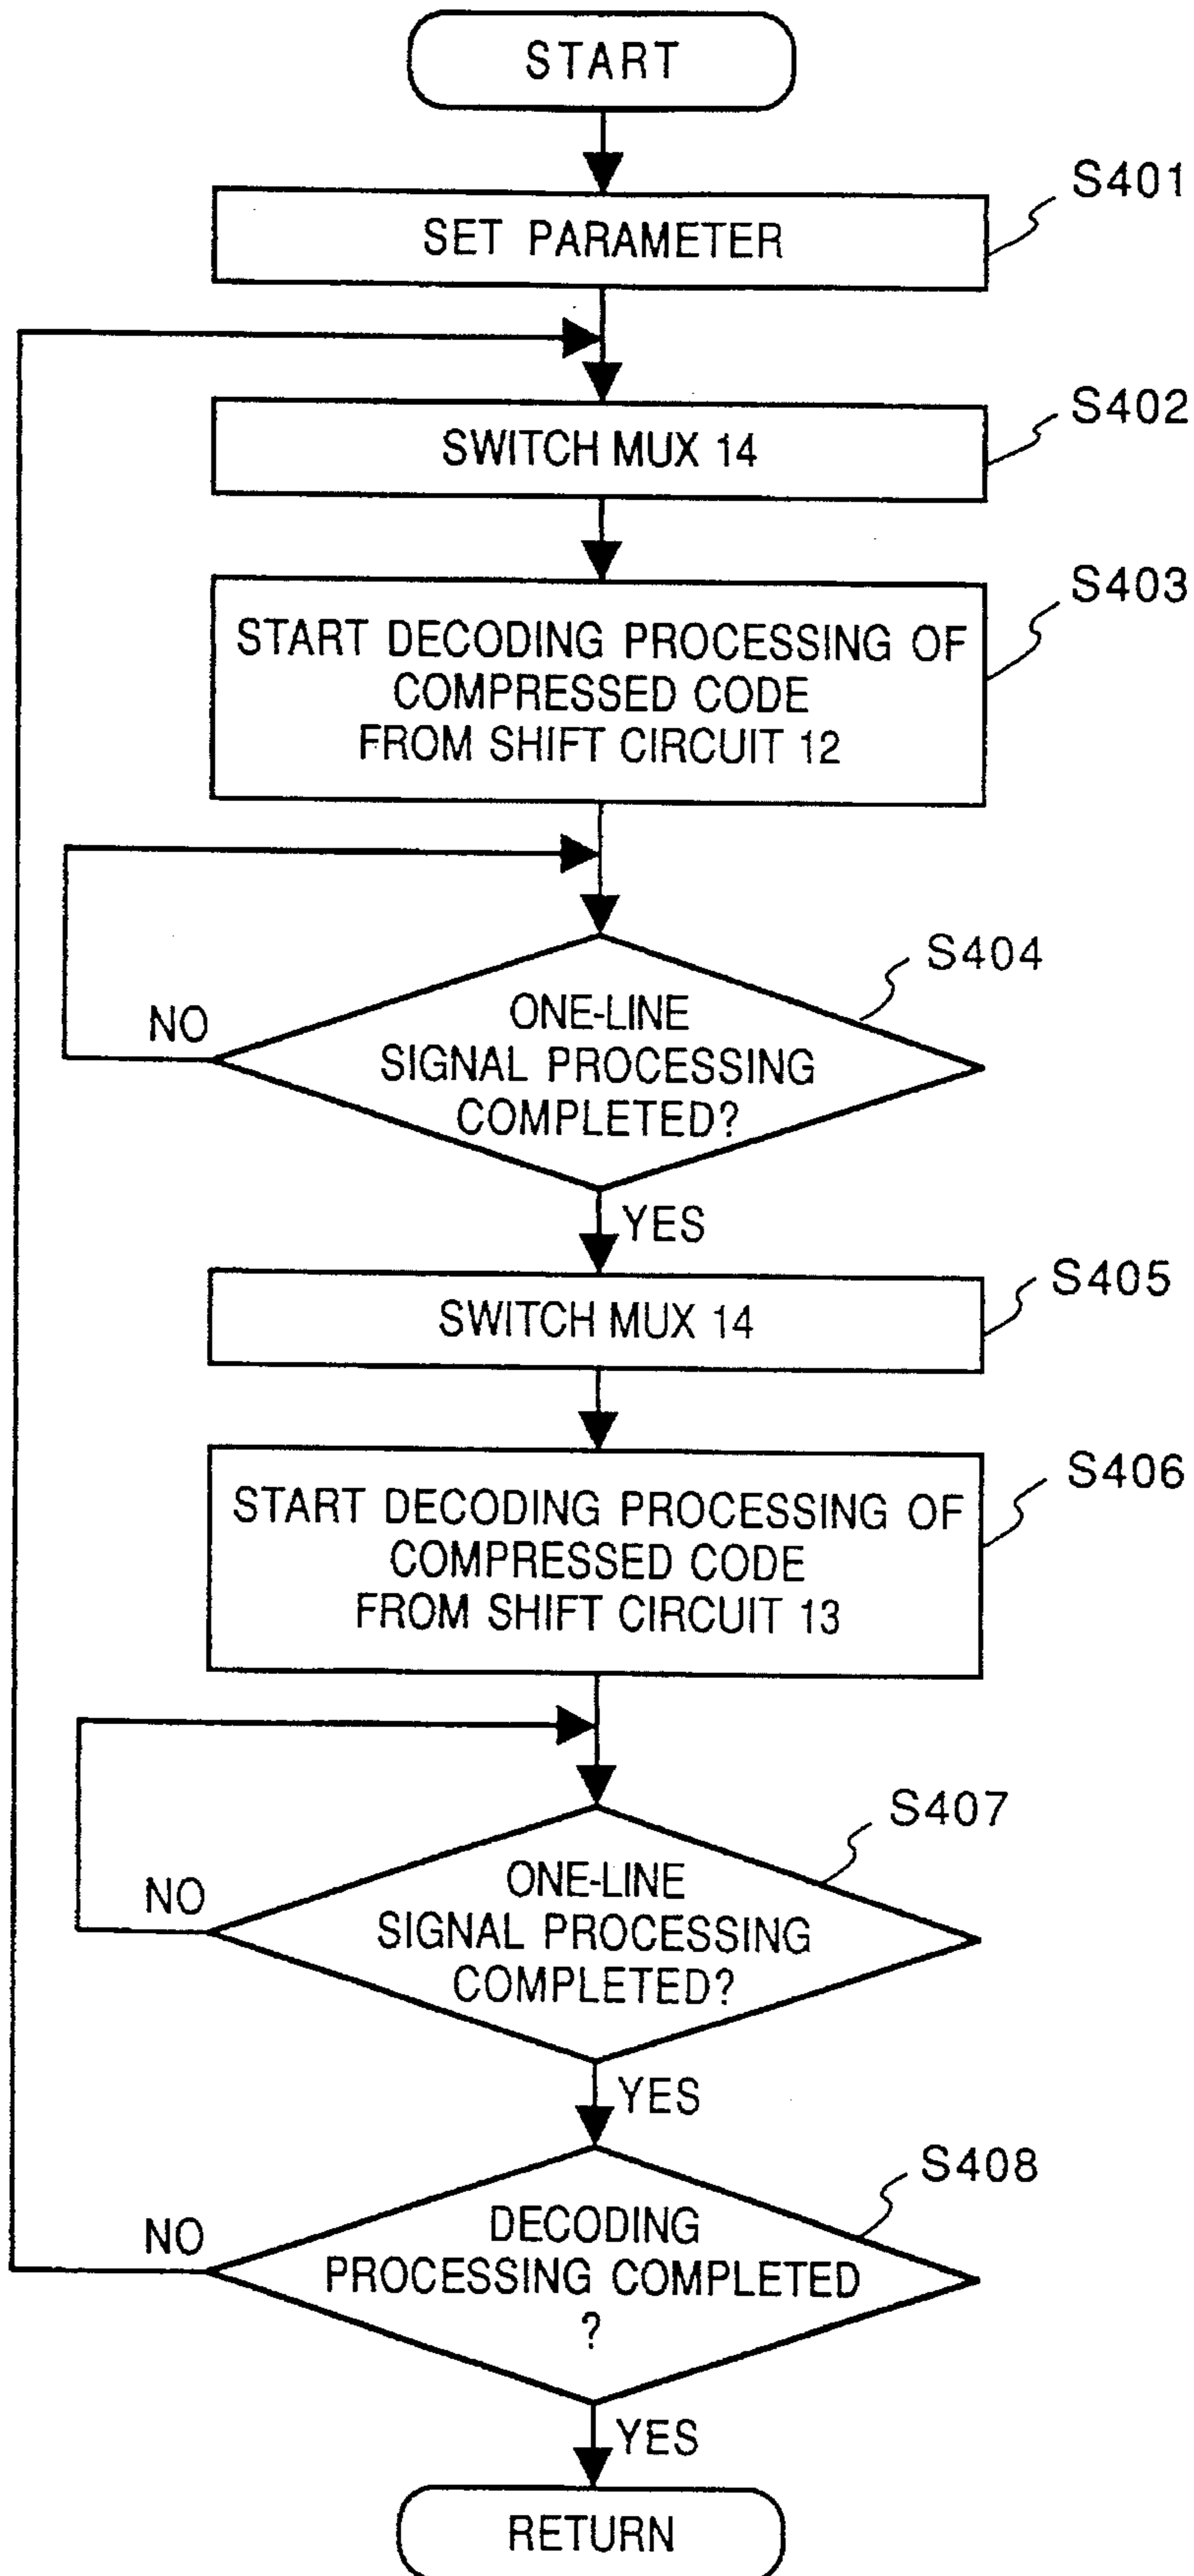 START
S401
SET PARAMETER
S402
SWITCH MUX 14
S403
START DECODING PROCESSING OF
COMPRESSED CODE
FROM SHIFT CIRCUIT 12
S404
ONE-LINE
SIGNAL PROCESSING
COMPLETED?
NO
YES
S405
SWITCH MUX 14
S406
START DECODING PROCESSING OF
COMPRESSED CODE
FROM SHIFT CIRCUIT 13
S407
ONE-LINE
SIGNAL PROCESSING
COMPLETED?
NO
YES
S408
DECODING
PROCESSING COMPLETED
?
NO
YES
RETURN